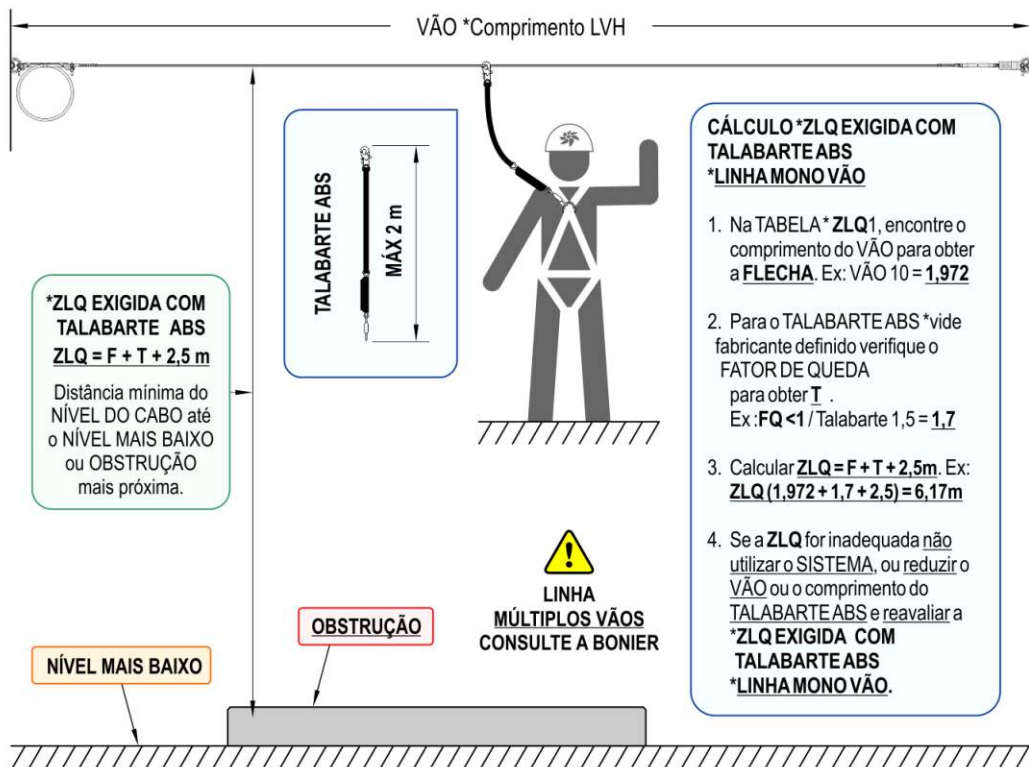 VÃO *Comprimento LVH
TALABARTE ABS
MÁX 2 m
*ZLQ EXIGIDA COM
TALABARTE ABS
ZLQ = F + T + 2,5 m
Distância mínima do
NÍVEL DO CABO até
o NÍVEL MAIS BAIXO
ou OBSTRUÇÃO
mais próxima.
CÁLCULO *ZLQ EXIGIDA COM
TALABARTE ABS
*LINHA MONO VÃO
1. Na TABELA * ZLQ1, encontre o
comprimento do VÃO para obter
a FLECHA. Ex: VÃO 10 = 1,972
2. Para o TALABARTE ABS *vide
fabricante definido verifique o
FATOR DE QUEDA
para obter T .
Ex :FQ <1 / Talabarte 1,5 = 1,7
3. Calcular ZLQ = F + T + 2,5m. Ex:
ZLQ (1,972 + 1,7 + 2,5) = 6,17m
4. Se a ZLQ for inadequada não
utilizar o SISTEMA, ou reduzir o
VÃO ou o comprimento do
TALABARTE ABS e reavaliar a
*ZLQ EXIGIDA COM
TALABARTE ABS
*LINHA MONO VÃO.
LINHA
MÚLTIPLOS VÃOS
CONSULTE A BONIER
OBSTRUÇÃO
NÍVEL MAIS BAIXO